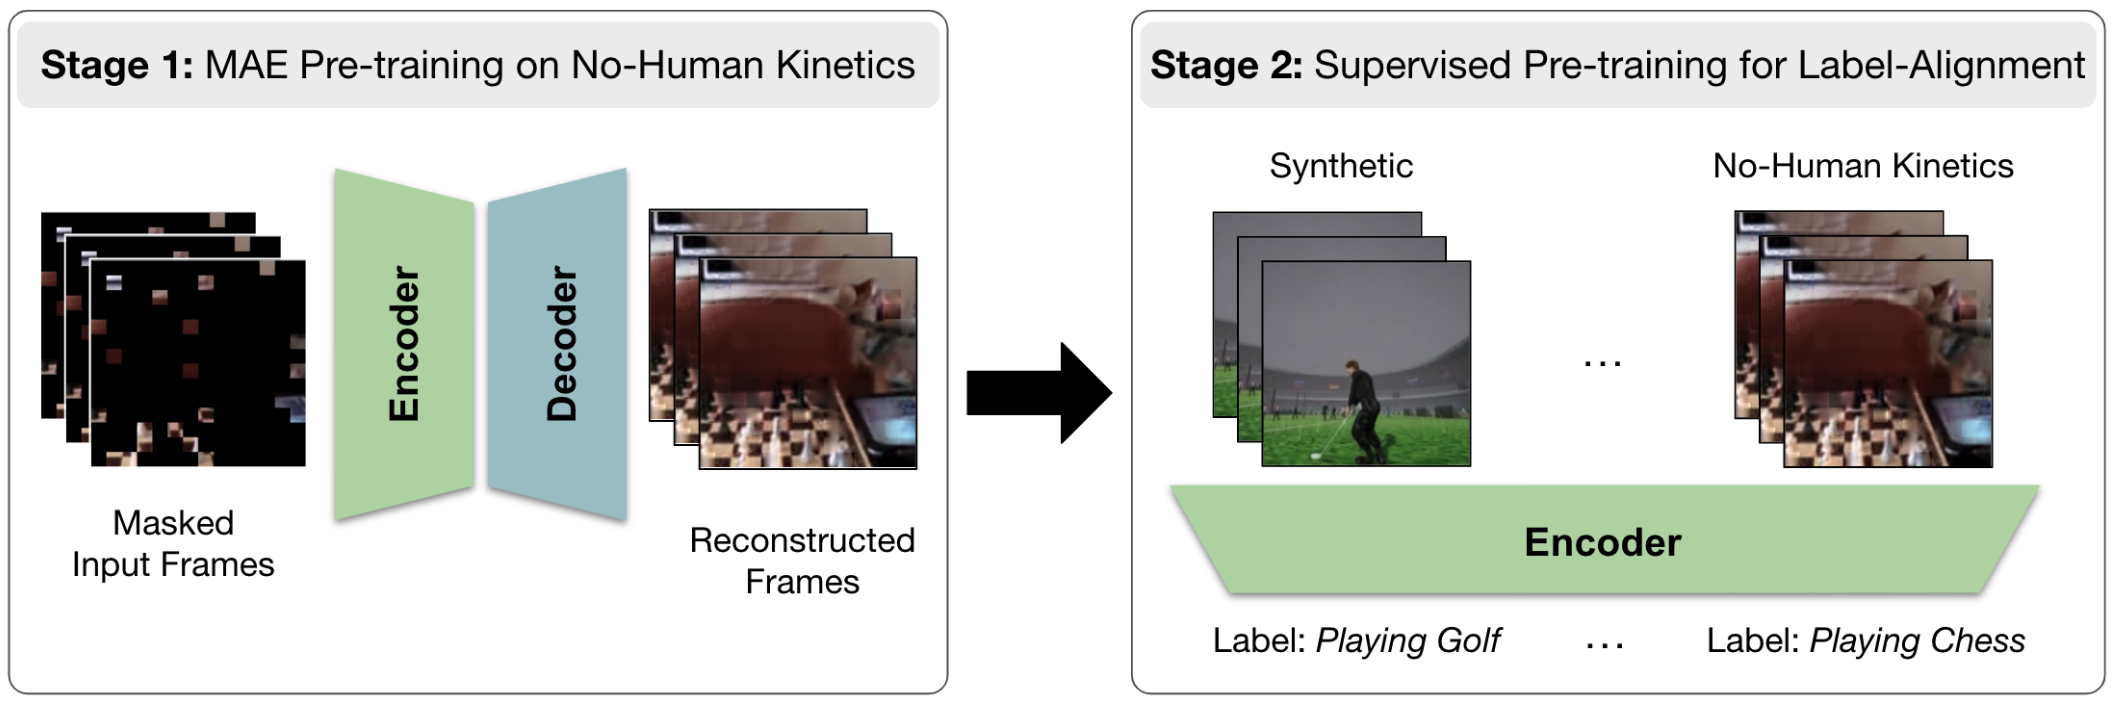 Stage 1: MAE Pre-training on No-Human Kinetics
Masked
Input Frames
Encoder
Decoder
Reconstructed
Frames
Stage 2: Supervised Pre-training for Label-Alignment
Synthetic
...
No-Human Kinetics
Encoder
Label: Playing Golf
...
Label: Playing Chess